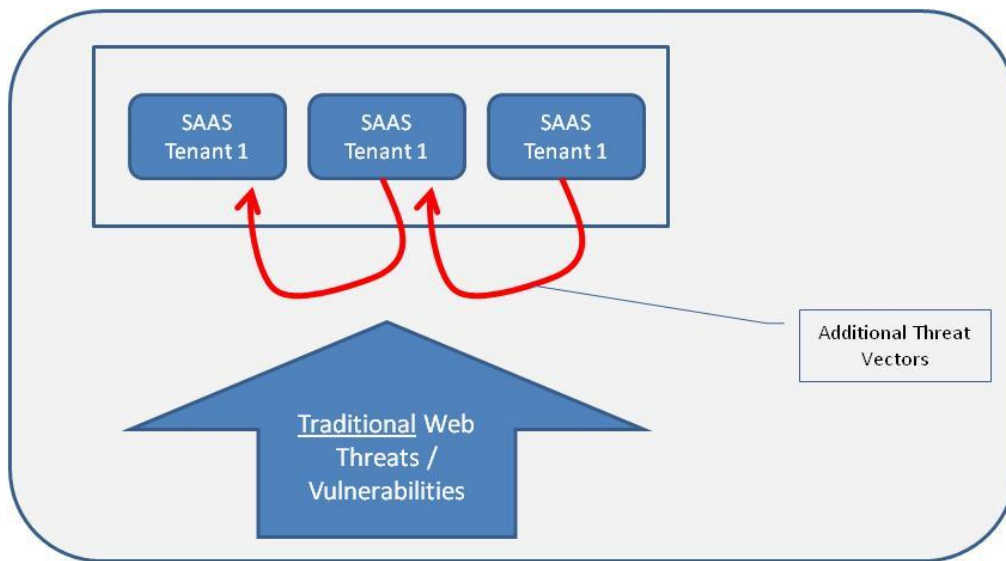 SAAS
Tenant 1
SAAS
Tenant 1
SAAS
Tenant 1
Additional Threat
Vectors
Traditional Web
Threats /
Vulnerabilities